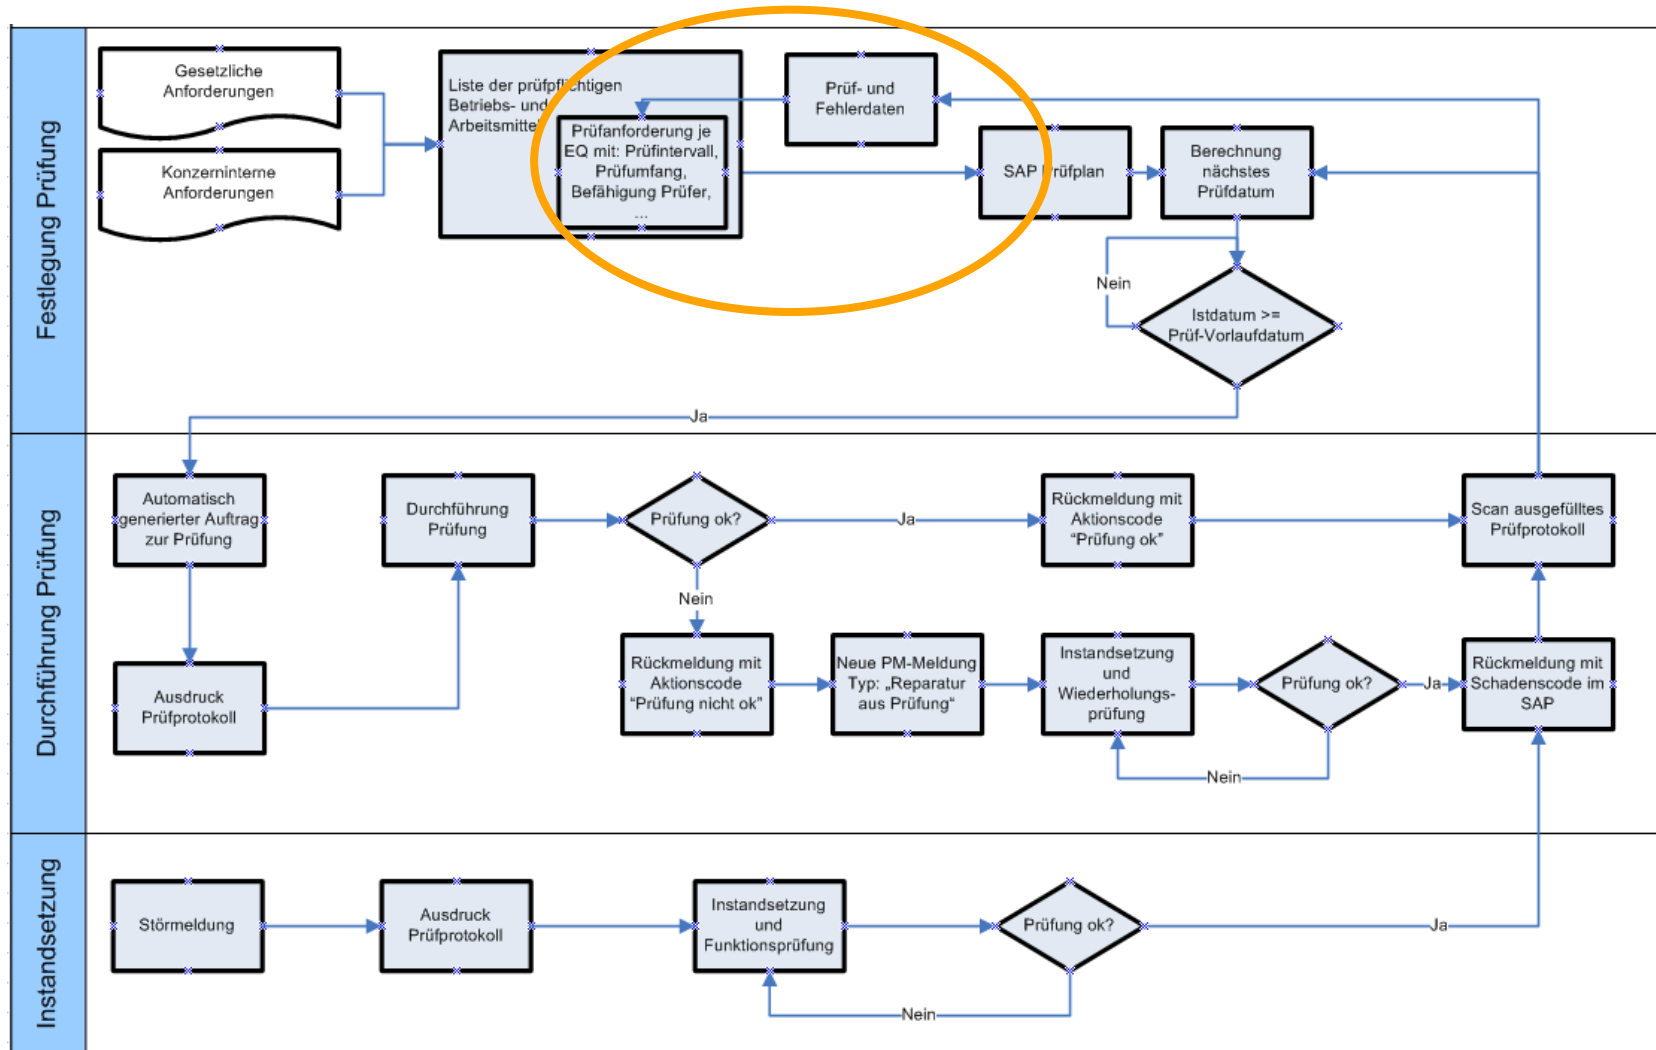 Festlegung Prüfung
Gesetzliche
Anforderungen
Konzerninterne
Anforderungen
Liste der prüfpflichtigen
Betriebs- und
Arbeitsmittel
Prüfanforderung je
EQ mit: Prüfintervall,
Prüfumfang,
Befähigung Prüfer,
...
Prüf- und
Fehlerdaten
SAP Prüfplan
Berechnung
nächstes
Prüfdatum
Nein
Istdatum >=
Prüf-Vorlaufdatum
Ja
Durchführung Prüfung
Automatisch
generierter Auftrag
zur Prüfung
Ausdruck
Prüfprotokoll
Durchführung
Prüfung
Prüfung ok?
Ja
Rückmeldung mit
Aktionscode
“Prüfung ok”
Scan ausgefülltes
Prüfprotokoll
Nein
Rückmeldung mit
Aktionscode
“Prüfung nicht ok”
Neue PM-Meldung
Typ: „Reparatur
aus Prüfung“
Instandsetzung
und
Wiederholungs-
prüfung
Prüfung ok?
Ja
Rückmeldung mit
Schadenscode im
SAP
Nein
Instandsetzung
Störmeldung
Ausdruck
Prüfprotokoll
Instandsetzung
und
Funktionsprüfung
Prüfung ok?
Ja
Nein